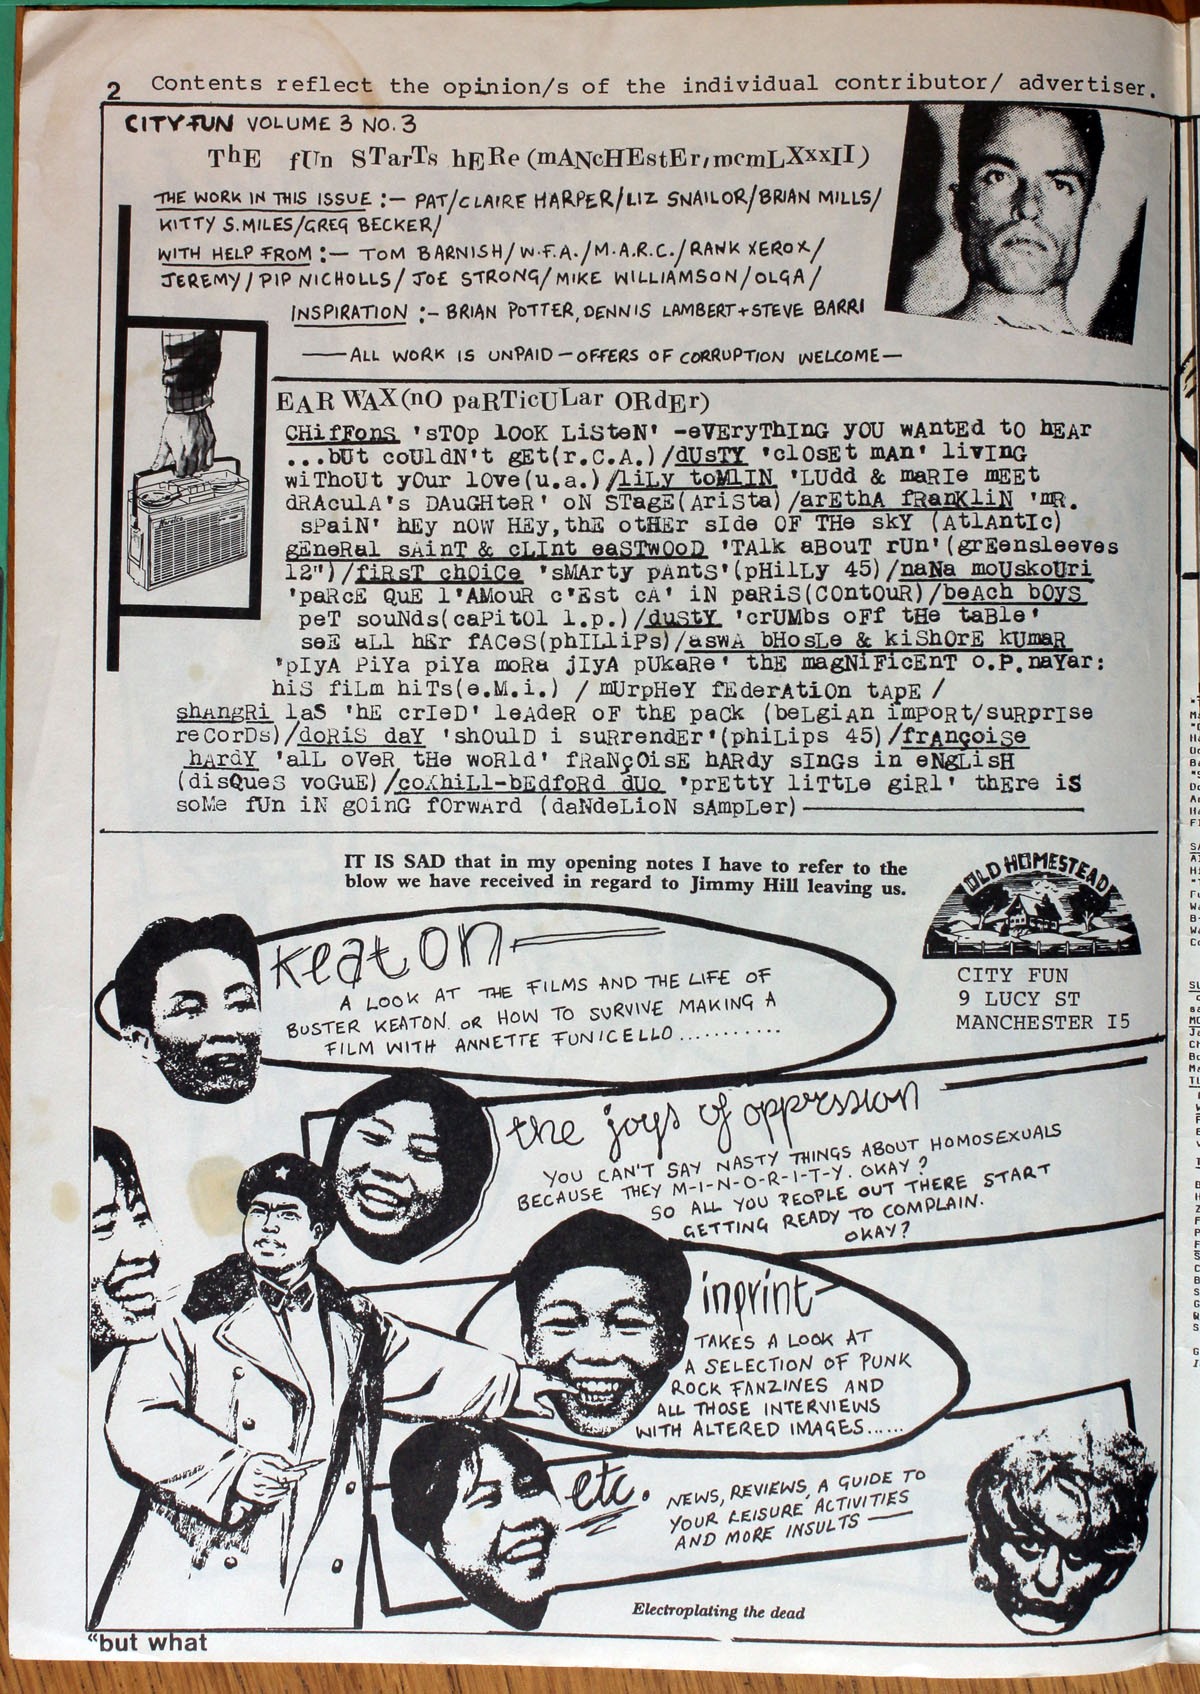 2 Contents reflect the opinion/s of the individual contributor/ advertiser.
CITY FUN VOLUME 3 NO. 3
ThE fUn STarTs hERe (mANcHEstEr, mcmLXxxII)
THE WORK IN THIS ISSUE :— PAT/CLAIRE HARPER/LIZ SNAILOR/BRIAN MILLS/
KITTY S.MILES/GREG BECKER/
WITH HELP FROM :— TOM BARNISH/W.F.A./M.A.R.C./RANK XEROX/
JEREMY/PIP NICHOLLS/JOE STRONG/MIKE WILLIAMSON/OLGA/
INSPIRATION :— BRIAN POTTER, DENNIS LAMBERT + STEVE BARRI
——ALL WORK IS UNPAID — OFFERS OF CORRUPTION WELCOME—
EAR WAX (nO paRTicULar ORdEr)
CHifFonS 'sTOp lOoK LiSteN' -eVEryThING yOU wAntEd tO hEAr
...bUt coULdN't gEt(r.C.A.)/dUsTY 'clOsEt mAn' livING
wiThoUT yOur lOve(u.a.)/liLy toMLIN 'LUdd & maRIe mEET
dRAculA's DAuGHteR' oN STagE(AriSta)/arEthA fRanKliN 'mR.
sPaiN' hEy nOW HEy,thE otHEr sIde OF THe skY (AtlAntIc)
gEneRal sAinT & cLInt eaSTwOoD 'TAlk aBouT rUn'(grEensleeves
12")/fiRsT chOiCe 'sMArty pAntS'(pHilLy 45)/naNa moUskoUri
'paRcE QuE l'AMouR c'Est cA' iN paRiS(COntOuR)/beAch bOyS
peT soUNds(caPitOl l.p.)/duStY 'cRUMbs oFf tHe taBle'
seE aLl hEr fACeS(phILLiPs)/aswA bHosLe & kiShOrE kUmaR
'pIyA PiYa piYa moRa jIyA pUKaRe' thE magNiFicEnT o.P.naYar:
hiS fiLm hiTs(e.M.i.) / mUrpHeY fEderAtiOn tApE /
shAngRi laS 'hE crIeD' leAdeR oF thE pacK (beLgiAn imPorT/suRprIse
reCorDs)/doRiS daY 'shOulD i suRrendEr'(phiLips 45)/frAnçoiSe
hArdY 'alL oVeR tHe woRld' fRaNçOisE hARdy sInGs in eNgLisH
(disQueS voGuE)/coXhiLl-bEdfoRd dUO 'prEttY liTtLe giRl' thEre iS
soMe fUn iN gOinG fOrwArd (daNdeLioN sAmpLer)
IT IS SAD that in my opening notes I have to refer to the
blow we have received in regard to Jimmy Hill leaving us.
OLD HOMESTEAD
CITY FUN
9 LUCY ST
MANCHESTER I5
keatON
A LOOK AT THE FILMS AND THE LIFE OF
BUSTER KEATON. OR HOW TO SURVIVE MAKING A
FILM WITH ANNETTE FUNICELLO...........
the joys of oppression
YOU CAN'T SAY NASTY THINGS ABOUT HOMOSEXUALS
BECAUSE THEY M-I-N-O-R-I-T-Y. OKAY?
SO ALL YOU PEOPLE OUT THERE START
GETTING READY TO COMPLAIN.
OKAY?
inprint
TAKES A LOOK AT
A SELECTION OF PUNK
ROCK FANZINES AND
ALL THOSE INTERVIEWS
WITH ALTERED IMAGES......
etc.
NEWS, REVIEWS, A GUIDE TO
YOUR LEISURE ACTIVITIES
AND MORE INSULTS —
Electroplating the dead
"but what